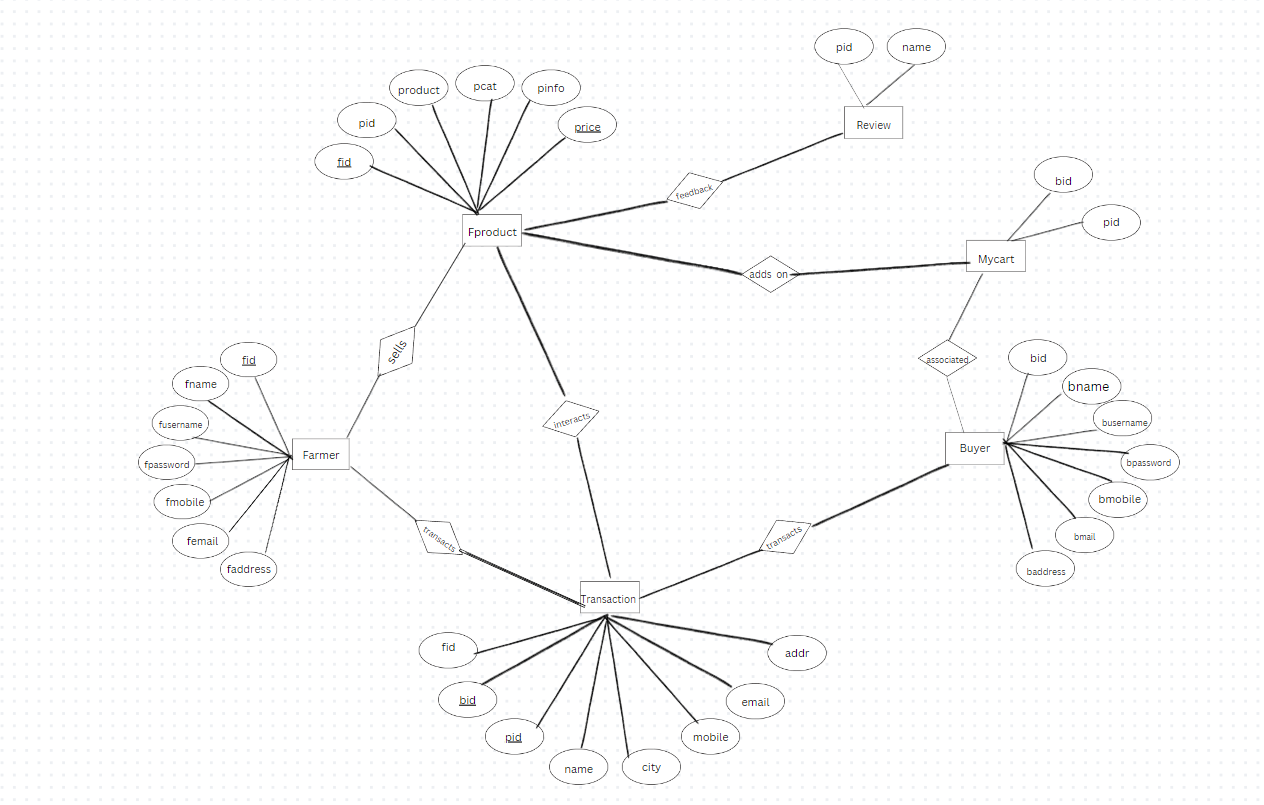 pid
name
Review
product
pcat
pinfo
pid
price
fid
feedback
Fproduct
bid
pid
Mycart
adds on
sells
associated
interacts
fid
fname
fusername
fpassword
fmobile
femail
faddress
Farmer
bid
bname
busername
bpassword
bmobile
bmail
baddress
Buyer
transacts
transacts
Transaction
fid
bid
pid
name
city
mobile
email
addr